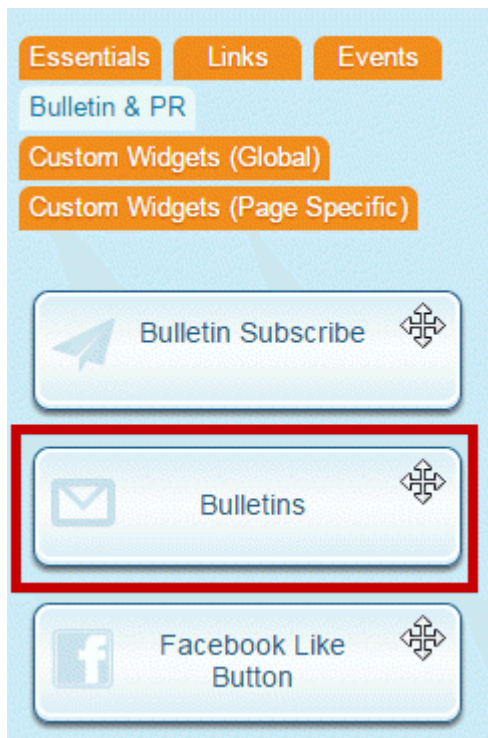 Essentials Links Events
Bulletin & PR
Custom Widgets (Global)
Custom Widgets (Page Specific)
Bulletin Subscribe
Bulletins
Facebook Like
Button